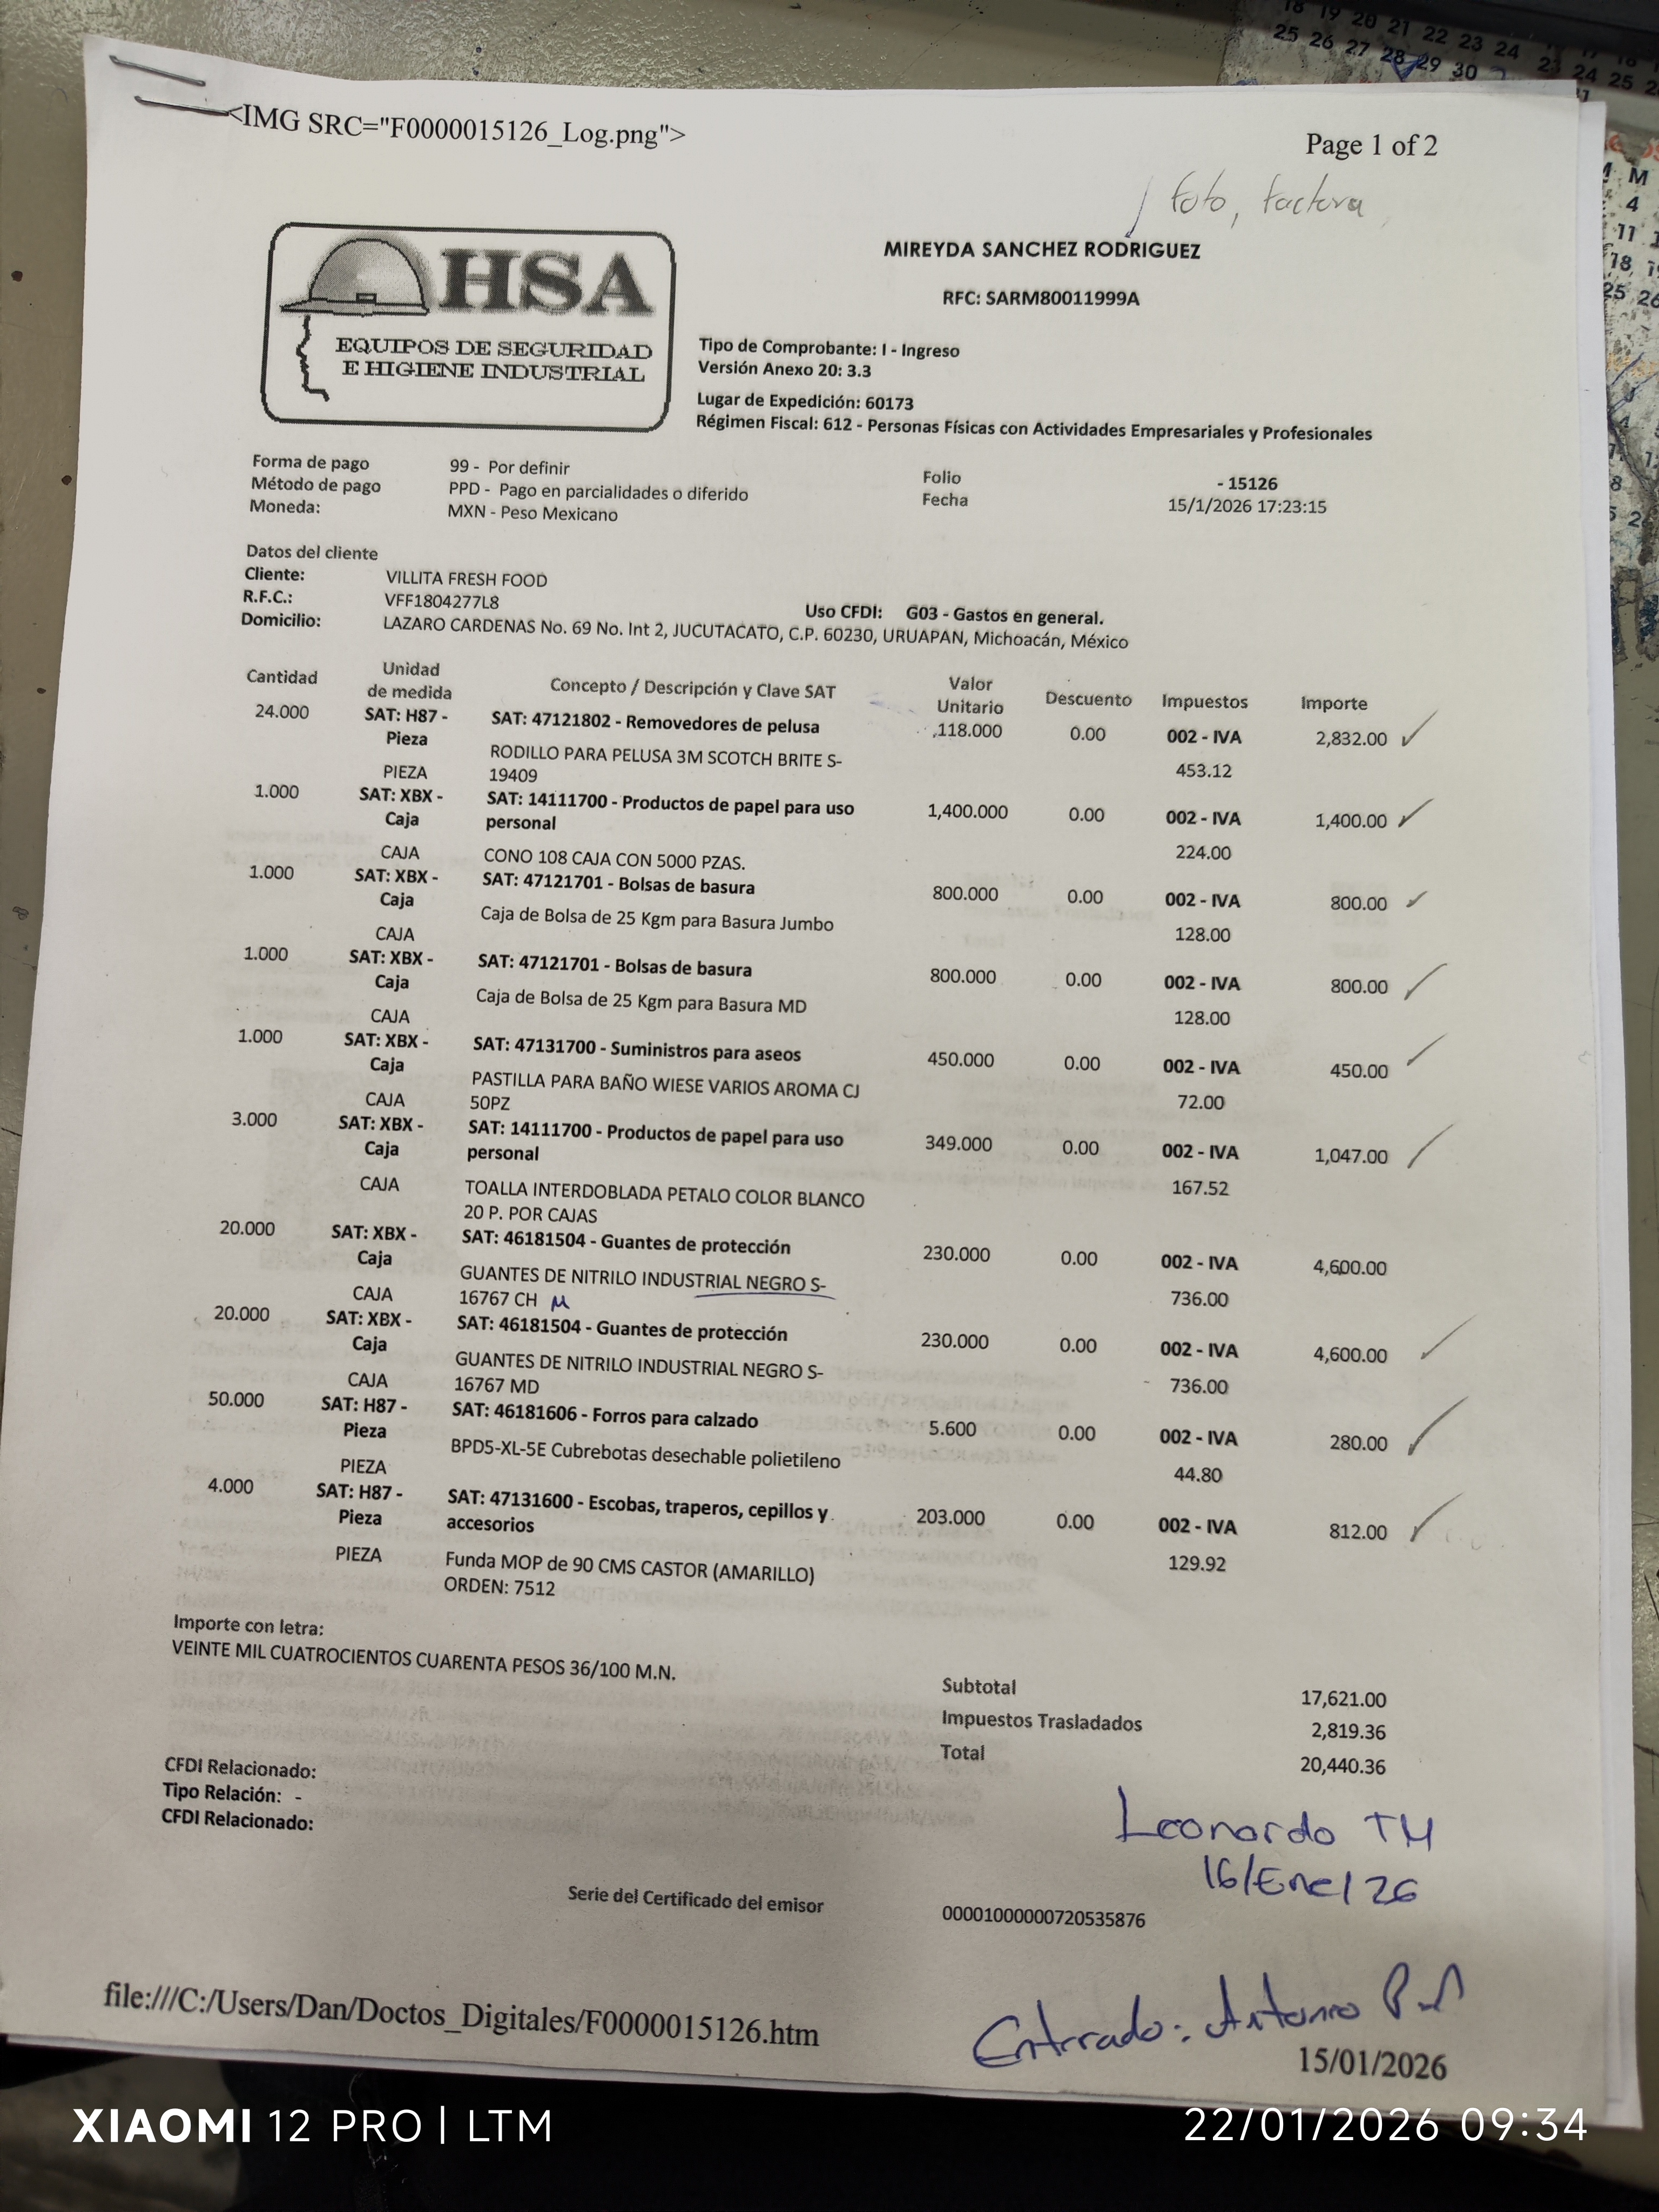 18 19 20 21 22 23 24
25 26 27 28 29 30
<IMG SRC="F0000015126_Log.png">
Page 1 of 2
foto, factura
HSA
EQUIPOS DE SEGURIDAD
E HIGIENE INDUSTRIAL
MIREYDA SANCHEZ RODRIGUEZ
RFC: SARM80011999A
Tipo de Comprobante: I - Ingreso
Versión Anexo 20: 3.3
Lugar de Expedición: 60173
Régimen Fiscal: 612 - Personas Físicas con Actividades Empresariales y Profesionales
Forma de pago 99 - Por definir
Método de pago PPD - Pago en parcialidades o diferido
Moneda: MXN - Peso Mexicano
Folio - 15126
Fecha 15/1/2026 17:23:15
Datos del cliente
Cliente: VILLITA FRESH FOOD
R.F.C.: VFF1804277L8
Uso CFDI: G03 - Gastos en general.
Domicilio: LAZARO CARDENAS No. 69 No. Int 2, JUCUTACATO, C.P. 60230, URUAPAN, Michoacán, México
Cantidad Unidad de medida Concepto / Descripción y Clave SAT Valor Unitario Descuento Impuestos Importe
24.000 SAT: H87 - Pieza SAT: 47121802 - Removedores de pelusa 118.000 0.00 002 - IVA 2,832.00
PIEZA RODILLO PARA PELUSA 3M SCOTCH BRITE S-19409 453.12
1.000 SAT: XBX - Caja SAT: 14111700 - Productos de papel para uso personal 1,400.000 0.00 002 - IVA 1,400.00
CAJA CONO 108 CAJA CON 5000 PZAS. 224.00
1.000 SAT: XBX - Caja SAT: 47121701 - Bolsas de basura 800.000 0.00 002 - IVA 800.00
CAJA Caja de Bolsa de 25 Kgm para Basura Jumbo 128.00
1.000 SAT: XBX - Caja SAT: 47121701 - Bolsas de basura 800.000 0.00 002 - IVA 800.00
CAJA Caja de Bolsa de 25 Kgm para Basura MD 128.00
1.000 SAT: XBX - Caja SAT: 47131700 - Suministros para aseos 450.000 0.00 002 - IVA 450.00
CAJA PASTILLA PARA BAÑO WIESE VARIOS AROMA CJ 50PZ 72.00
3.000 SAT: XBX - Caja SAT: 14111700 - Productos de papel para uso personal 349.000 0.00 002 - IVA 1,047.00
CAJA TOALLA INTERDOBLADA PETALO COLOR BLANCO 20 P. POR CAJAS 167.52
20.000 SAT: XBX - Caja SAT: 46181504 - Guantes de protección 230.000 0.00 002 - IVA 4,600.00
CAJA GUANTES DE NITRILO INDUSTRIAL NEGRO S-16767 CH M 736.00
20.000 SAT: XBX - Caja SAT: 46181504 - Guantes de protección 230.000 0.00 002 - IVA 4,600.00
CAJA GUANTES DE NITRILO INDUSTRIAL NEGRO S-16767 MD 736.00
50.000 SAT: H87 - Pieza SAT: 46181606 - Forros para calzado 5.600 0.00 002 - IVA 280.00
PIEZA BPD5-XL-5E Cubrebotas desechable polietileno 44.80
4.000 SAT: H87 - Pieza SAT: 47131600 - Escobas, traperos, cepillos y accesorios 203.000 0.00 002 - IVA 812.00
PIEZA Funda MOP de 90 CMS CASTOR (AMARILLO) 129.92
ORDEN: 7512
Importe con letra:
VEINTE MIL CUATROCIENTOS CUARENTA PESOS 36/100 M.N.
Subtotal 17,621.00
Impuestos Trasladados 2,819.36
Total 20,440.36
CFDI Relacionado:
Tipo Relación: -
CFDI Relacionado:
Leonardo TM
16/Ene/26
Serie del Certificado del emisor 00001000000720535876
file:///C:/Users/Dan/Doctos_Digitales/F0000015126.htm
Entrado: Antonio
15/01/2026
XIAOMI 12 PRO | LTM
22/01/2026 09:34